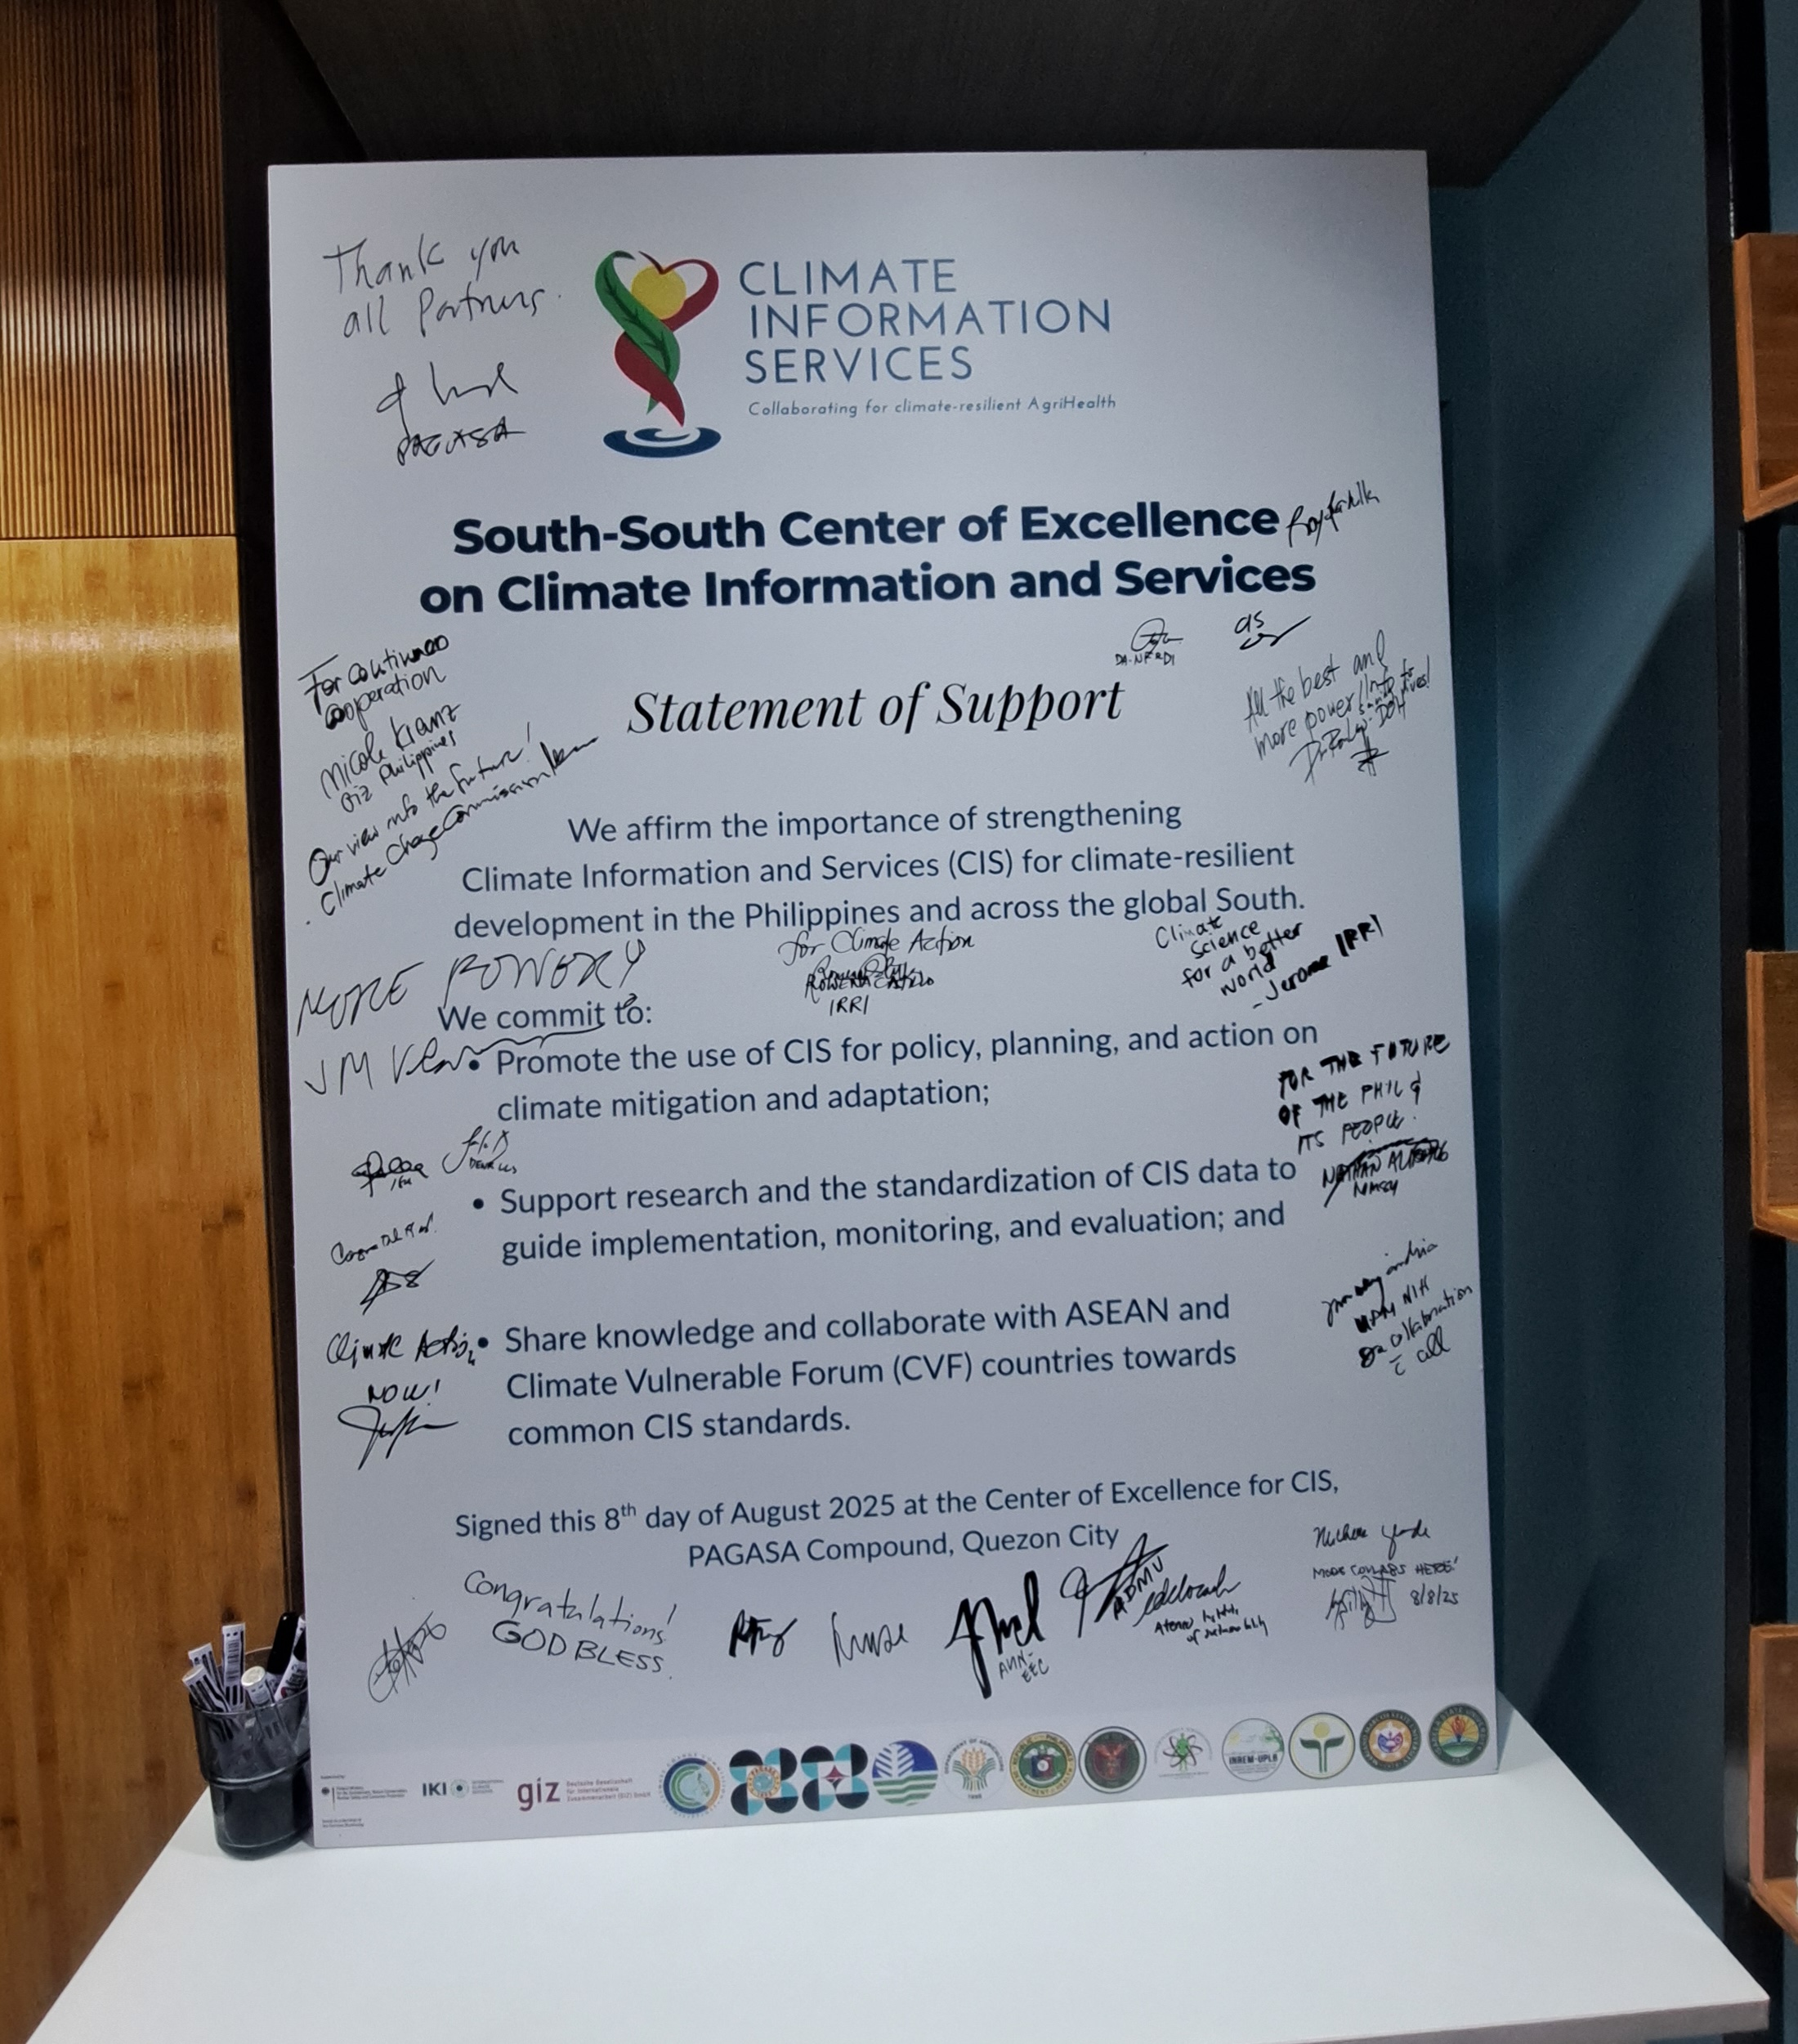 Thank you
all Partners.
PAGASA
CLIMATE
INFORMATION
SERVICES
Collaborating for climate-resilient AgriHealth
South-South Center of Excellence
on Climate Information and Services
DA-NFRDI
For continued
cooperation
Nicole Kranz
GIZ Philippines
Our view into the future!
- Climate Change Commission
All the best and
more power!
Statement of Support
We affirm the importance of strengthening
Climate Information and Services (CIS) for climate-resilient
development in the Philippines and across the global South.
MORE POWER
for Climate Action
IRRI
Climate
Science
for a better
world
- Jerome IRRI
We commit to:
JM
• Promote the use of CIS for policy, planning, and action on
climate mitigation and adaptation;
FOR THE FUTURE
OF THE PHIL &
ITS PEOPLE.
• Support research and the standardization of CIS data to
guide implementation, monitoring, and evaluation; and
NIH
collaboration
all
Climate Action
NOW!
• Share knowledge and collaborate with ASEAN and
Climate Vulnerable Forum (CVF) countries towards
common CIS standards.
Signed this 8th day of August 2025 at the Center of Excellence for CIS,
PAGASA Compound, Quezon City
Congratulations!
GOD BLESS.
ADMU
MORE COLLABS HERE!
8/8/25
IKI
giz
INREM-UPLB